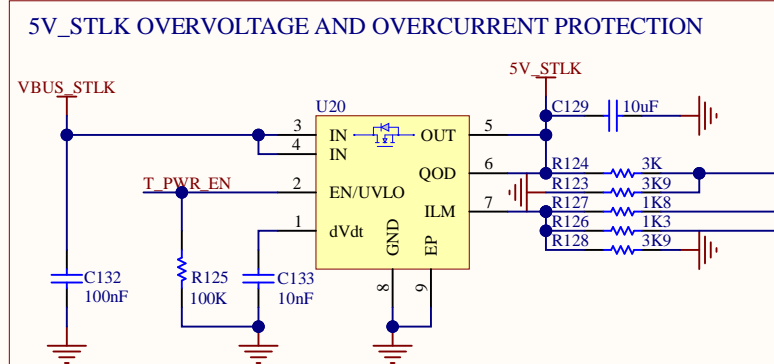 5V_STLK OVERVOLTAGE AND OVERCURRENT PROTECTION
VBUS_STLK
5V_STLK
U20
C129 10uF
3 IN OUT 5
4 IN
QOD 6 R124 3K
T_PWR_EN 2 EN/UVLO
R123 3K9
ILM 7 R127 1K8
1 dVdt
R126 1K3
R128 3K9
GND EP
C132
100nF
R125
100K
C133
10nF
8 9